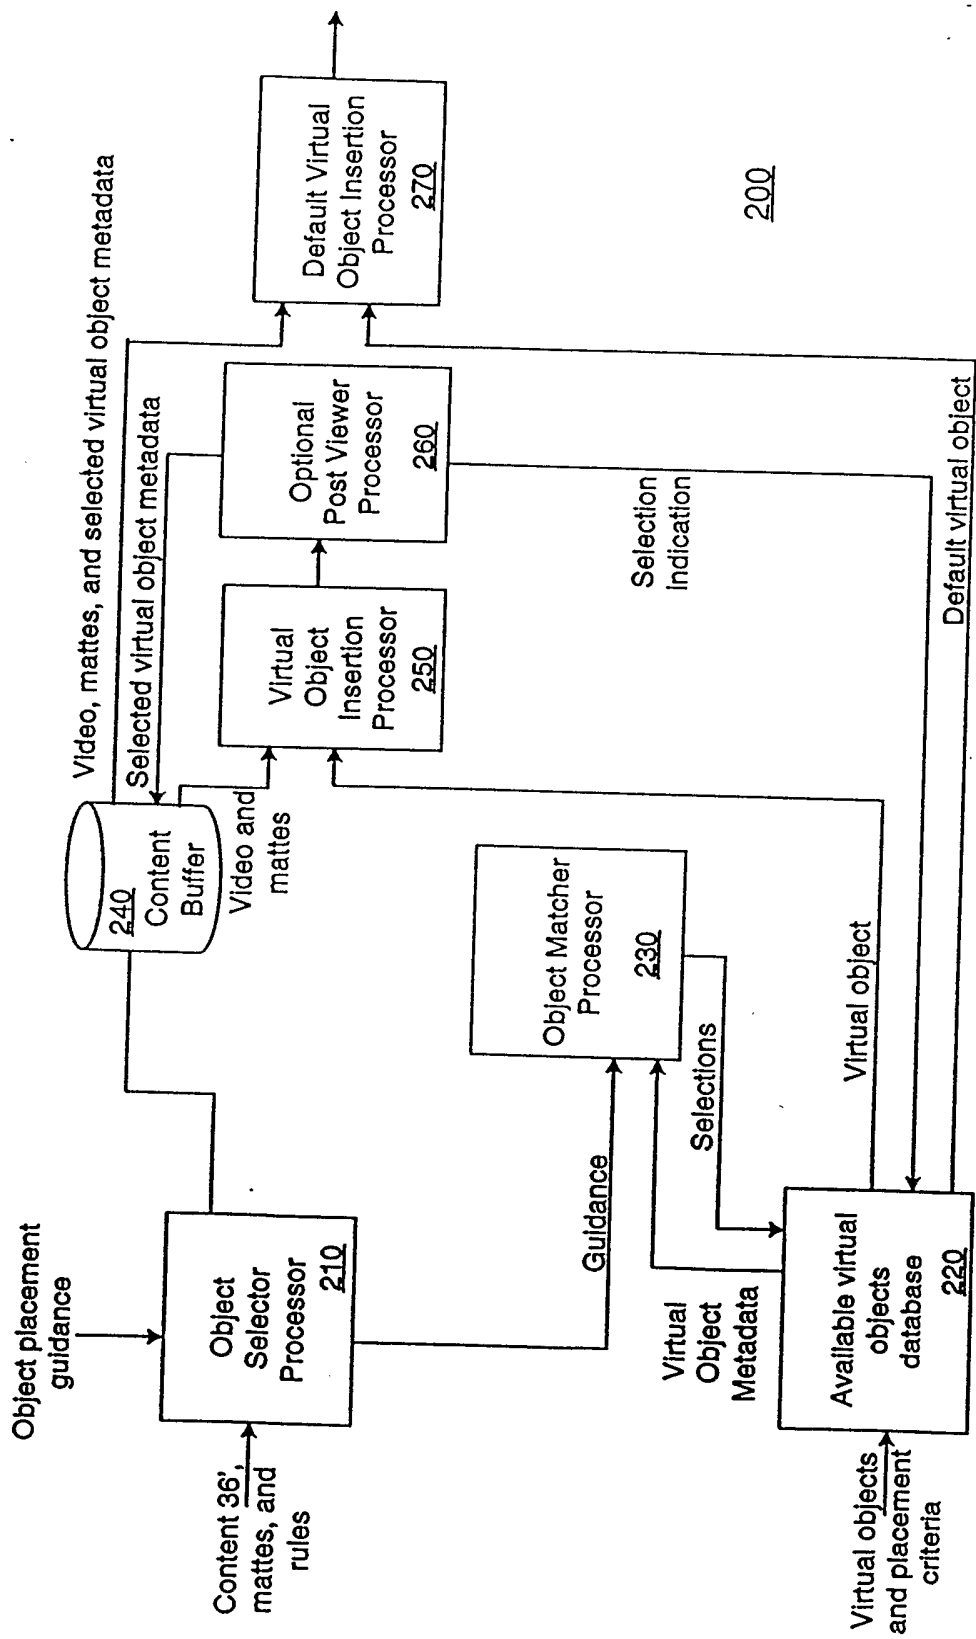 Object placement
guidance
Content 36',
mattes, and
rules
Object
Selector
Processor
210
240
Content
Buffer
Video, mattes, and selected virtual object metadata
Selected virtual object metadata
Video and
mattes
Virtual
Object
Insertion
Processor
250
Optional
Post Viewer
Processor
260
Default Virtual
Object Insertion
Processor
270
Guidance
Object Matcher
Processor
230
Selections
Virtual
Object
Metadata
Selection
Indication
Virtual objects
and placement
criteria
Available virtual
objects
database
220
Virtual object
Default virtual object
200